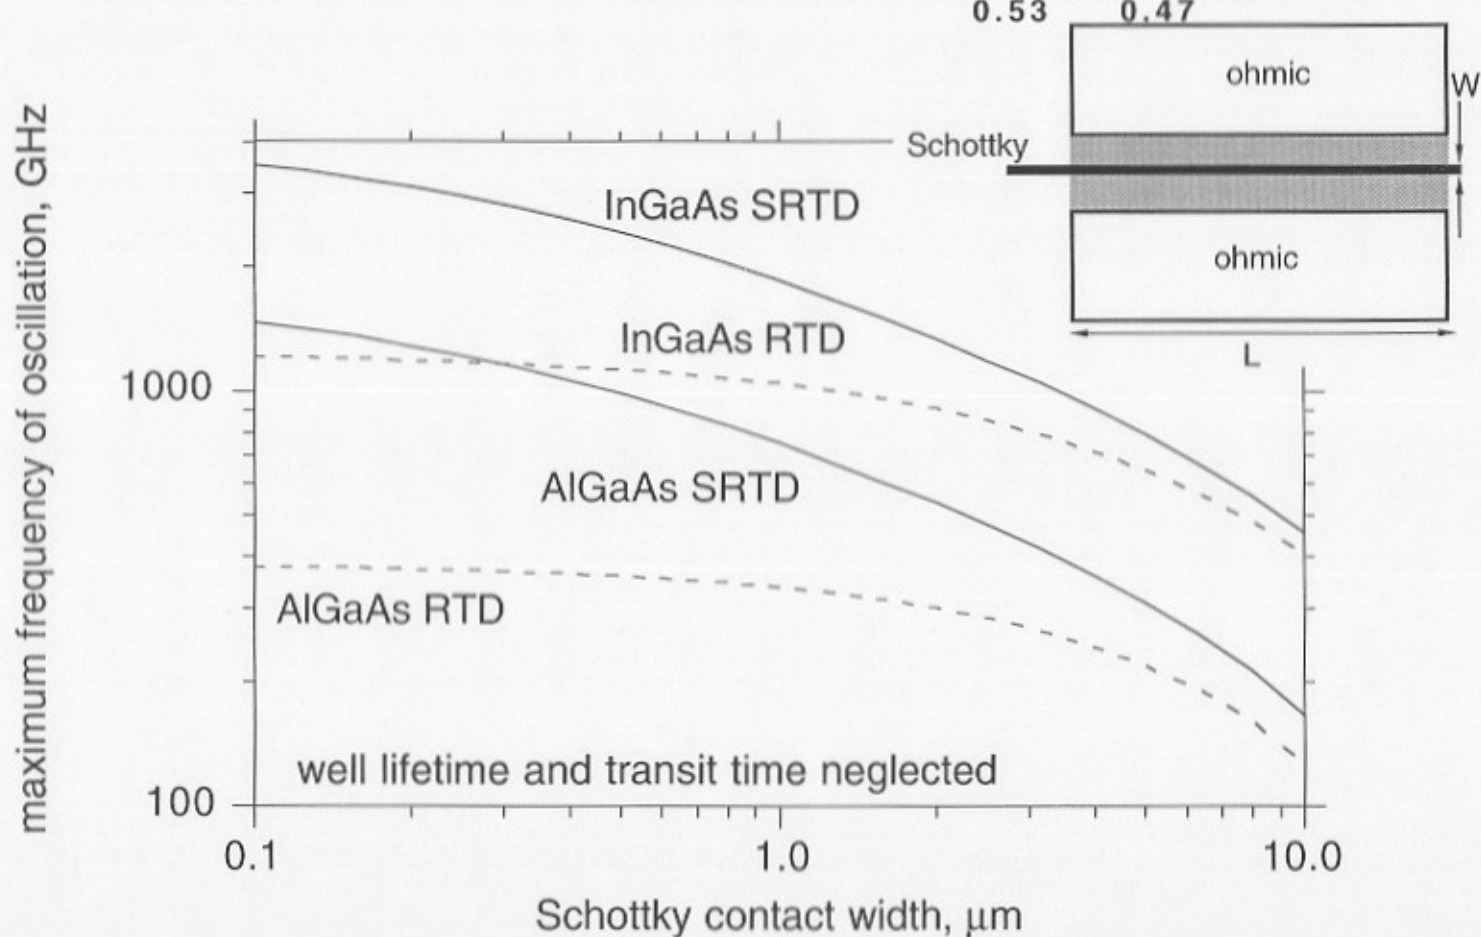 0.53 0.47
ohmic
W
Schottky
InGaAs SRTD
ohmic
InGaAs RTD
L
1000
AlGaAs SRTD
AlGaAs RTD
well lifetime and transit time neglected
100
0.1 1.0 10.0
Schottky contact width, μm
maximum frequency of oscillation, GHz